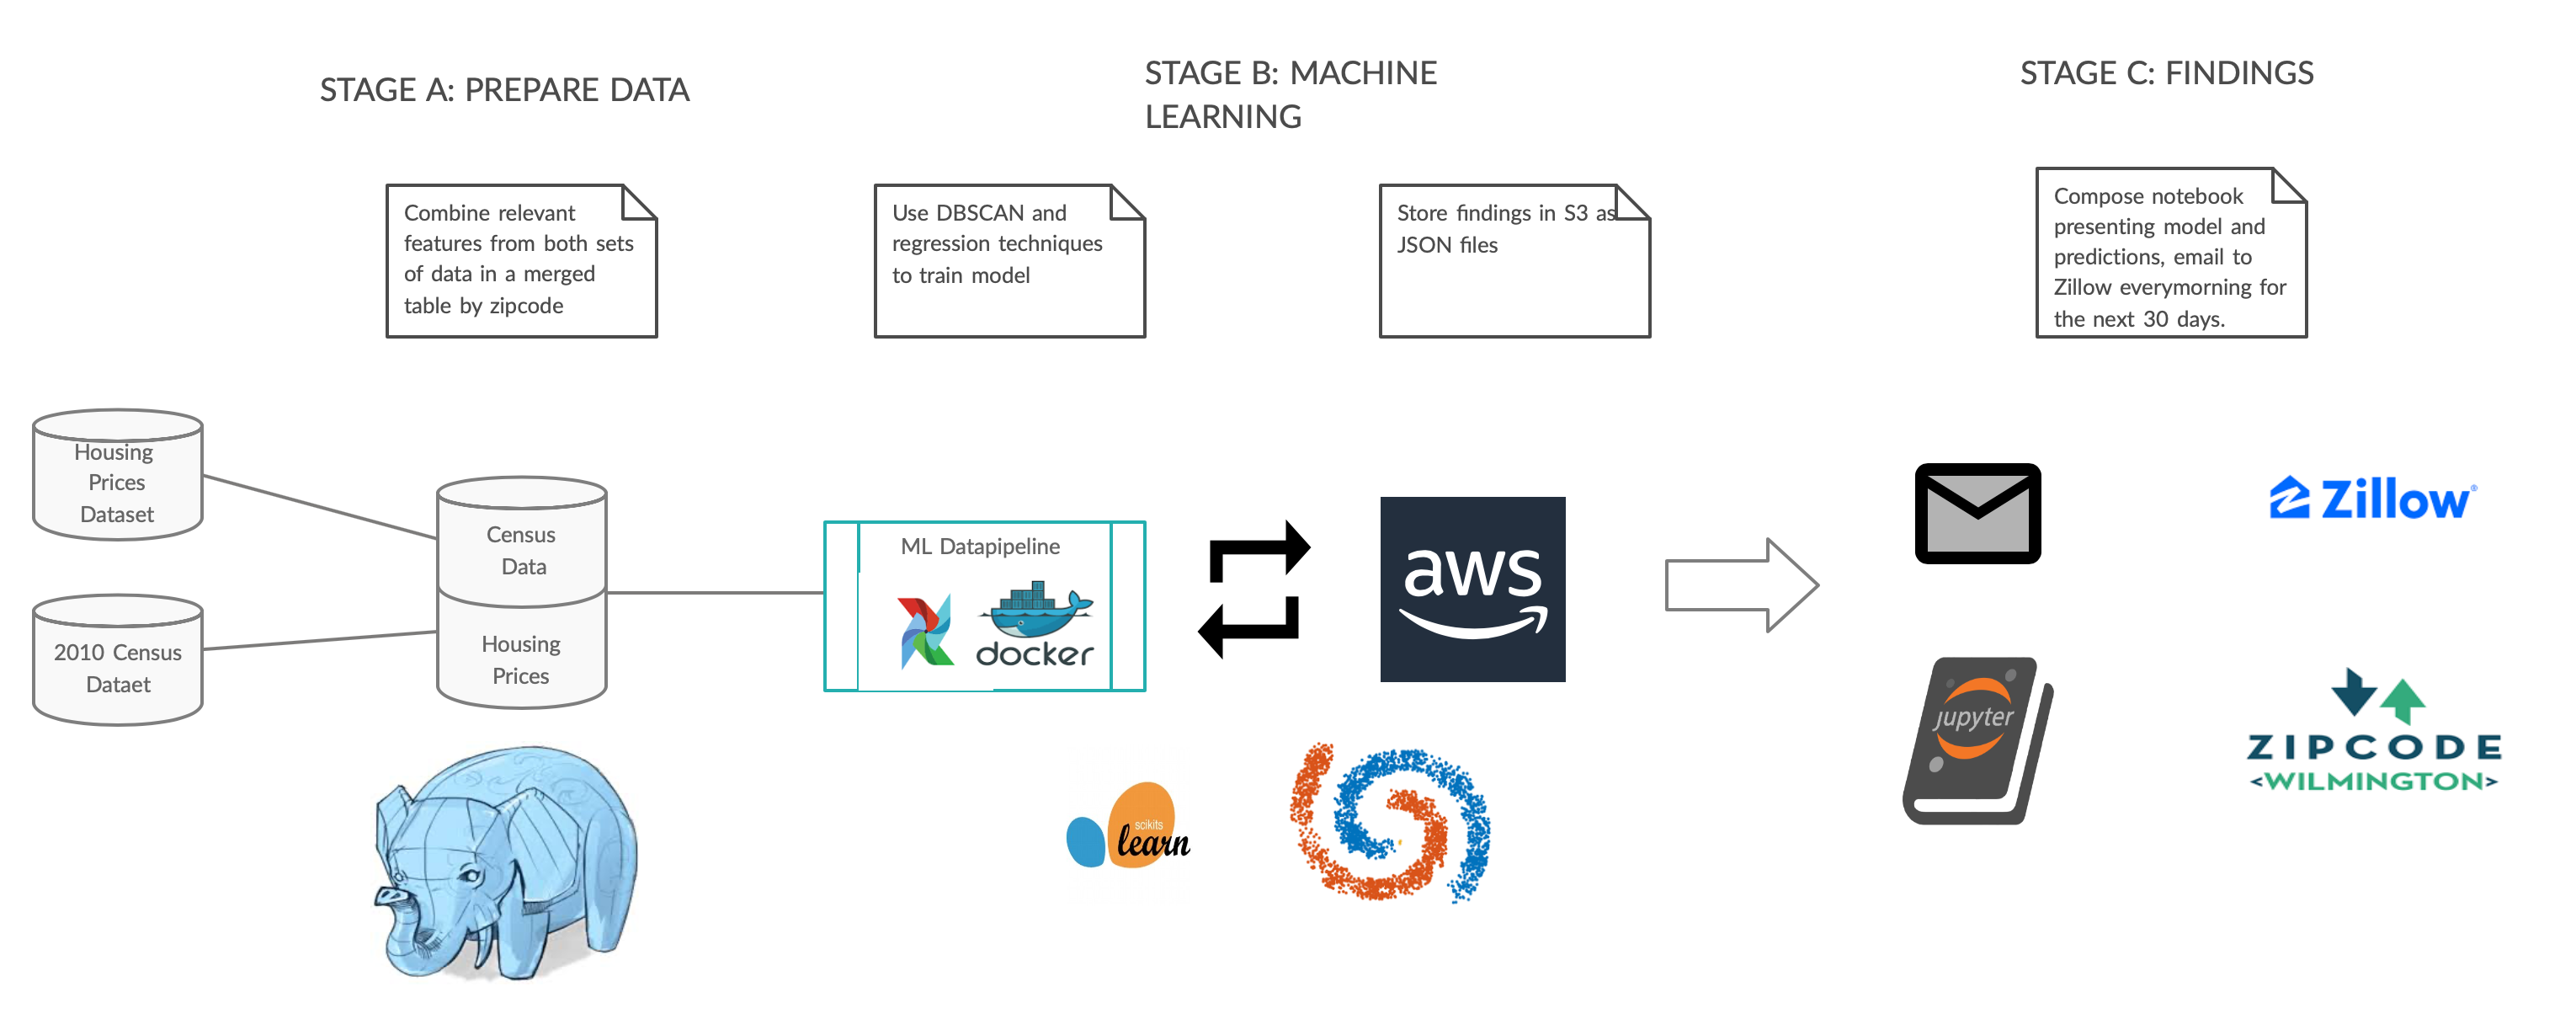 STAGE A: PREPARE DATA
STAGE B: MACHINE
LEARNING
STAGE C: FINDINGS
Combine relevant
features from both sets
of data in a merged
table by zipcode
Use DBSCAN and
regression techniques
to train model
Store findings in S3 as
JSON files
Compose notebook
presenting model and
predictions, email to
Zillow everymorning for
the next 30 days.
Housing
Prices
Dataset
2010 Census
Dataet
Census
Data
Housing
Prices
ML Datapipeline
docker
aws
scikits
learn
jupyter
Zillow®
ZIPCODE
<WILMINGTON>